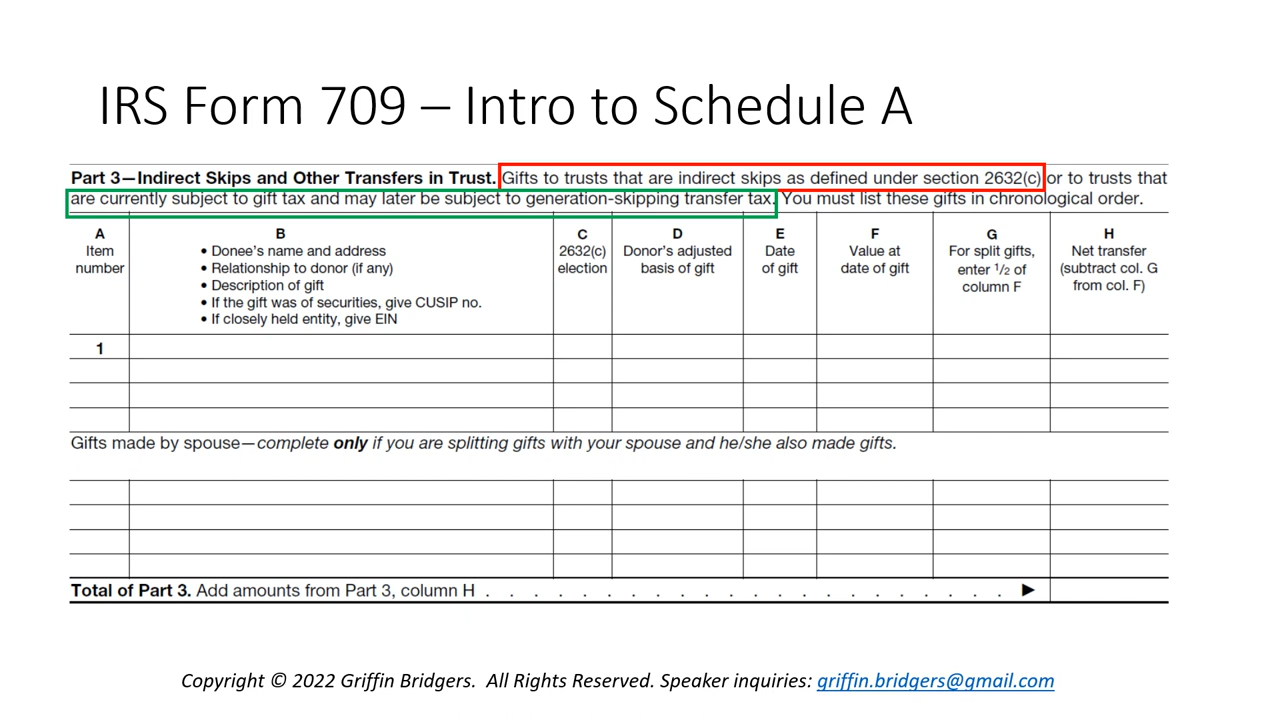 IRS Form 709 – Intro to Schedule A
Part 3—Indirect Skips and Other Transfers in Trust. Gifts to trusts that are indirect skips as defined under section 2632(c) or to trusts that
are currently subject to gift tax and may later be subject to generation-skipping transfer tax. You must list these gifts in chronological order.
A
Item
number
B
• Donee's name and address
• Relationship to donor (if any)
• Description of gift
• If the gift was of securities, give CUSIP no.
• If closely held entity, give EIN
C
2632(c)
election
D
Donor's adjusted
basis of gift
E
Date
of gift
F
Value at
date of gift
G
For split gifts,
enter 1/2 of
column F
H
Net transfer
(subtract col. G
from col. F)
1
Gifts made by spouse—complete only if you are splitting gifts with your spouse and he/she also made gifts.
Total of Part 3. Add amounts from Part 3, column H . . . . . . . . . . . . . . . . . . . . . . ▶
Copyright © 2022 Griffin Bridgers. All Rights Reserved. Speaker inquiries: griffin.bridgers@gmail.com